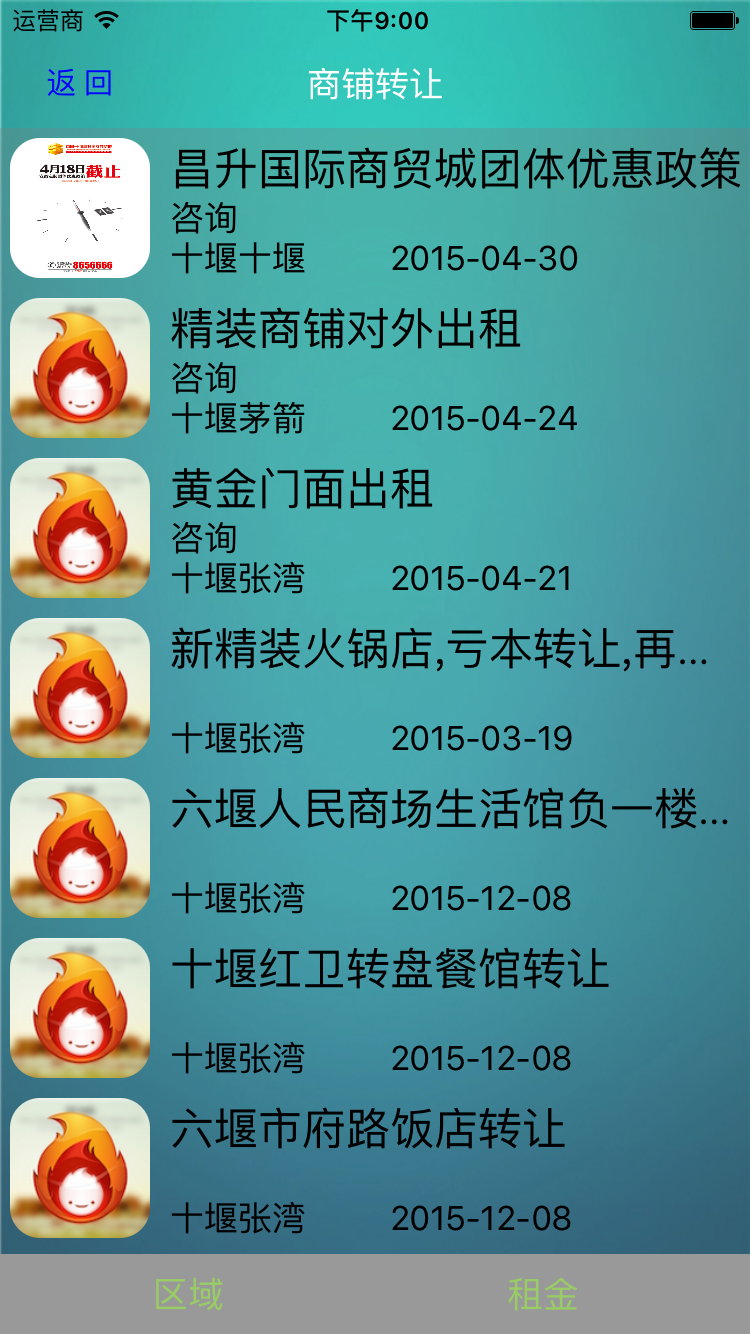 运营商
下午9:00
返 回
商铺转让
4月18日截止
8656666
昌升国际商贸城团体优惠政策
咨询
十堰十堰 2015-04-30
精装商铺对外出租
咨询
十堰茅箭 2015-04-24
黄金门面出租
咨询
十堰张湾 2015-04-21
新精装火锅店,亏本转让,再...
十堰张湾 2015-03-19
六堰人民商场生活馆负一楼...
十堰张湾 2015-12-08
十堰红卫转盘餐馆转让
十堰张湾 2015-12-08
六堰市府路饭店转让
十堰张湾 2015-12-08
区域
租金